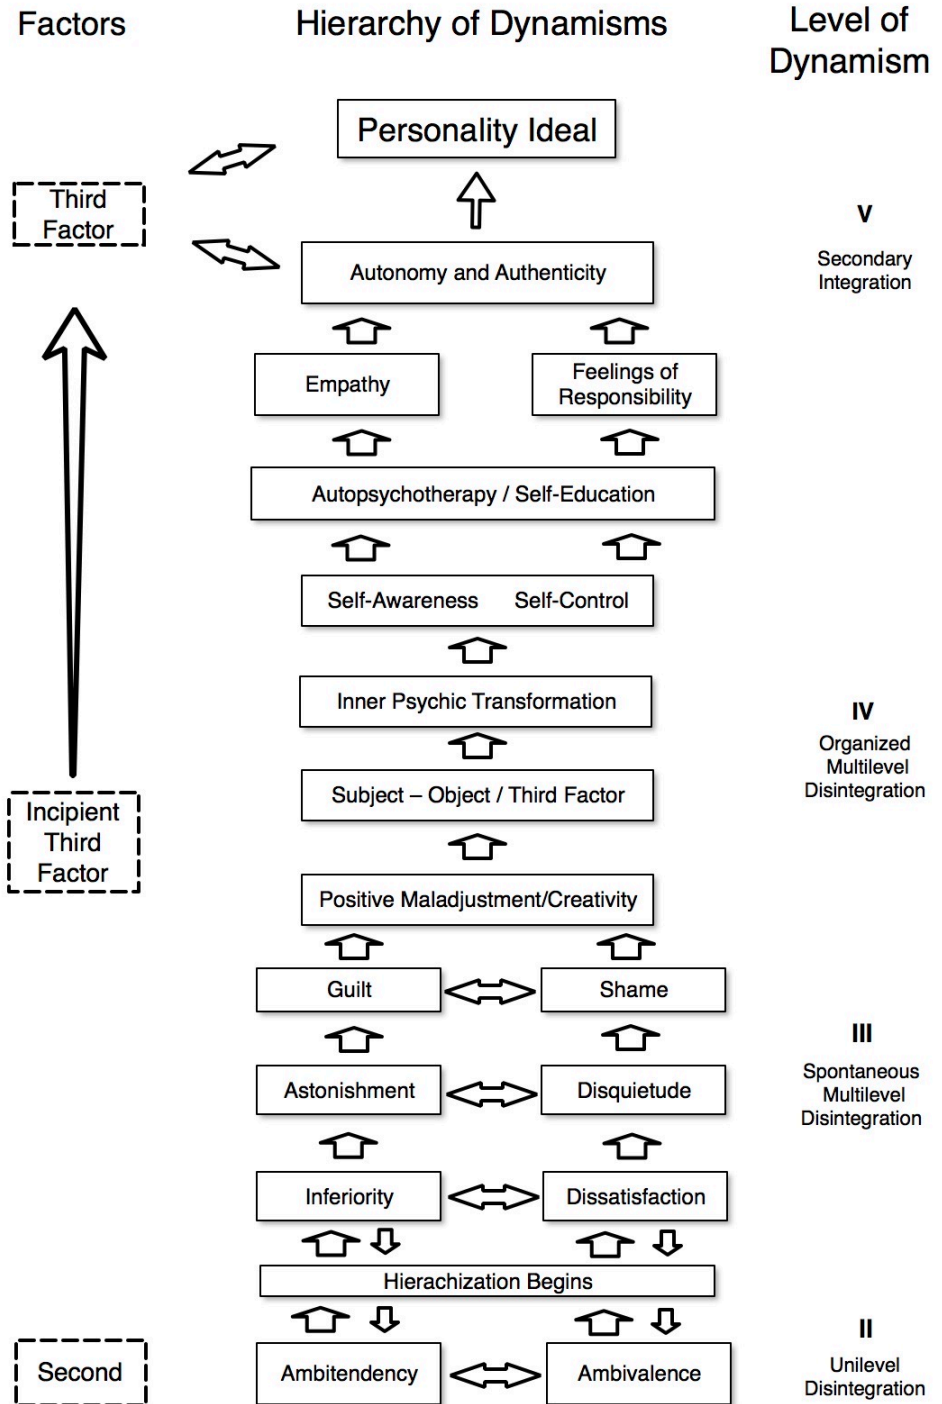 Factors
Hierarchy of Dynamisms
Level of
Dynamism
Personality Ideal
Third
Factor
V
Autonomy and Authenticity
Secondary
Integration
Empathy
Feelings of
Responsibility
Autopsychotherapy / Self-Education
Self-Awareness Self-Control
Inner Psychic Transformation
IV
Organized
Multilevel
Disintegration
Subject – Object / Third Factor
Incipient
Third
Factor
Positive Maladjustment/Creativity
Guilt
Shame
III
Astonishment
Disquietude
Spontaneous
Multilevel
Disintegration
Inferiority
Dissatisfaction
Hierachization Begins
II
Second
Ambitendency
Ambivalence
Unilevel
Disintegration